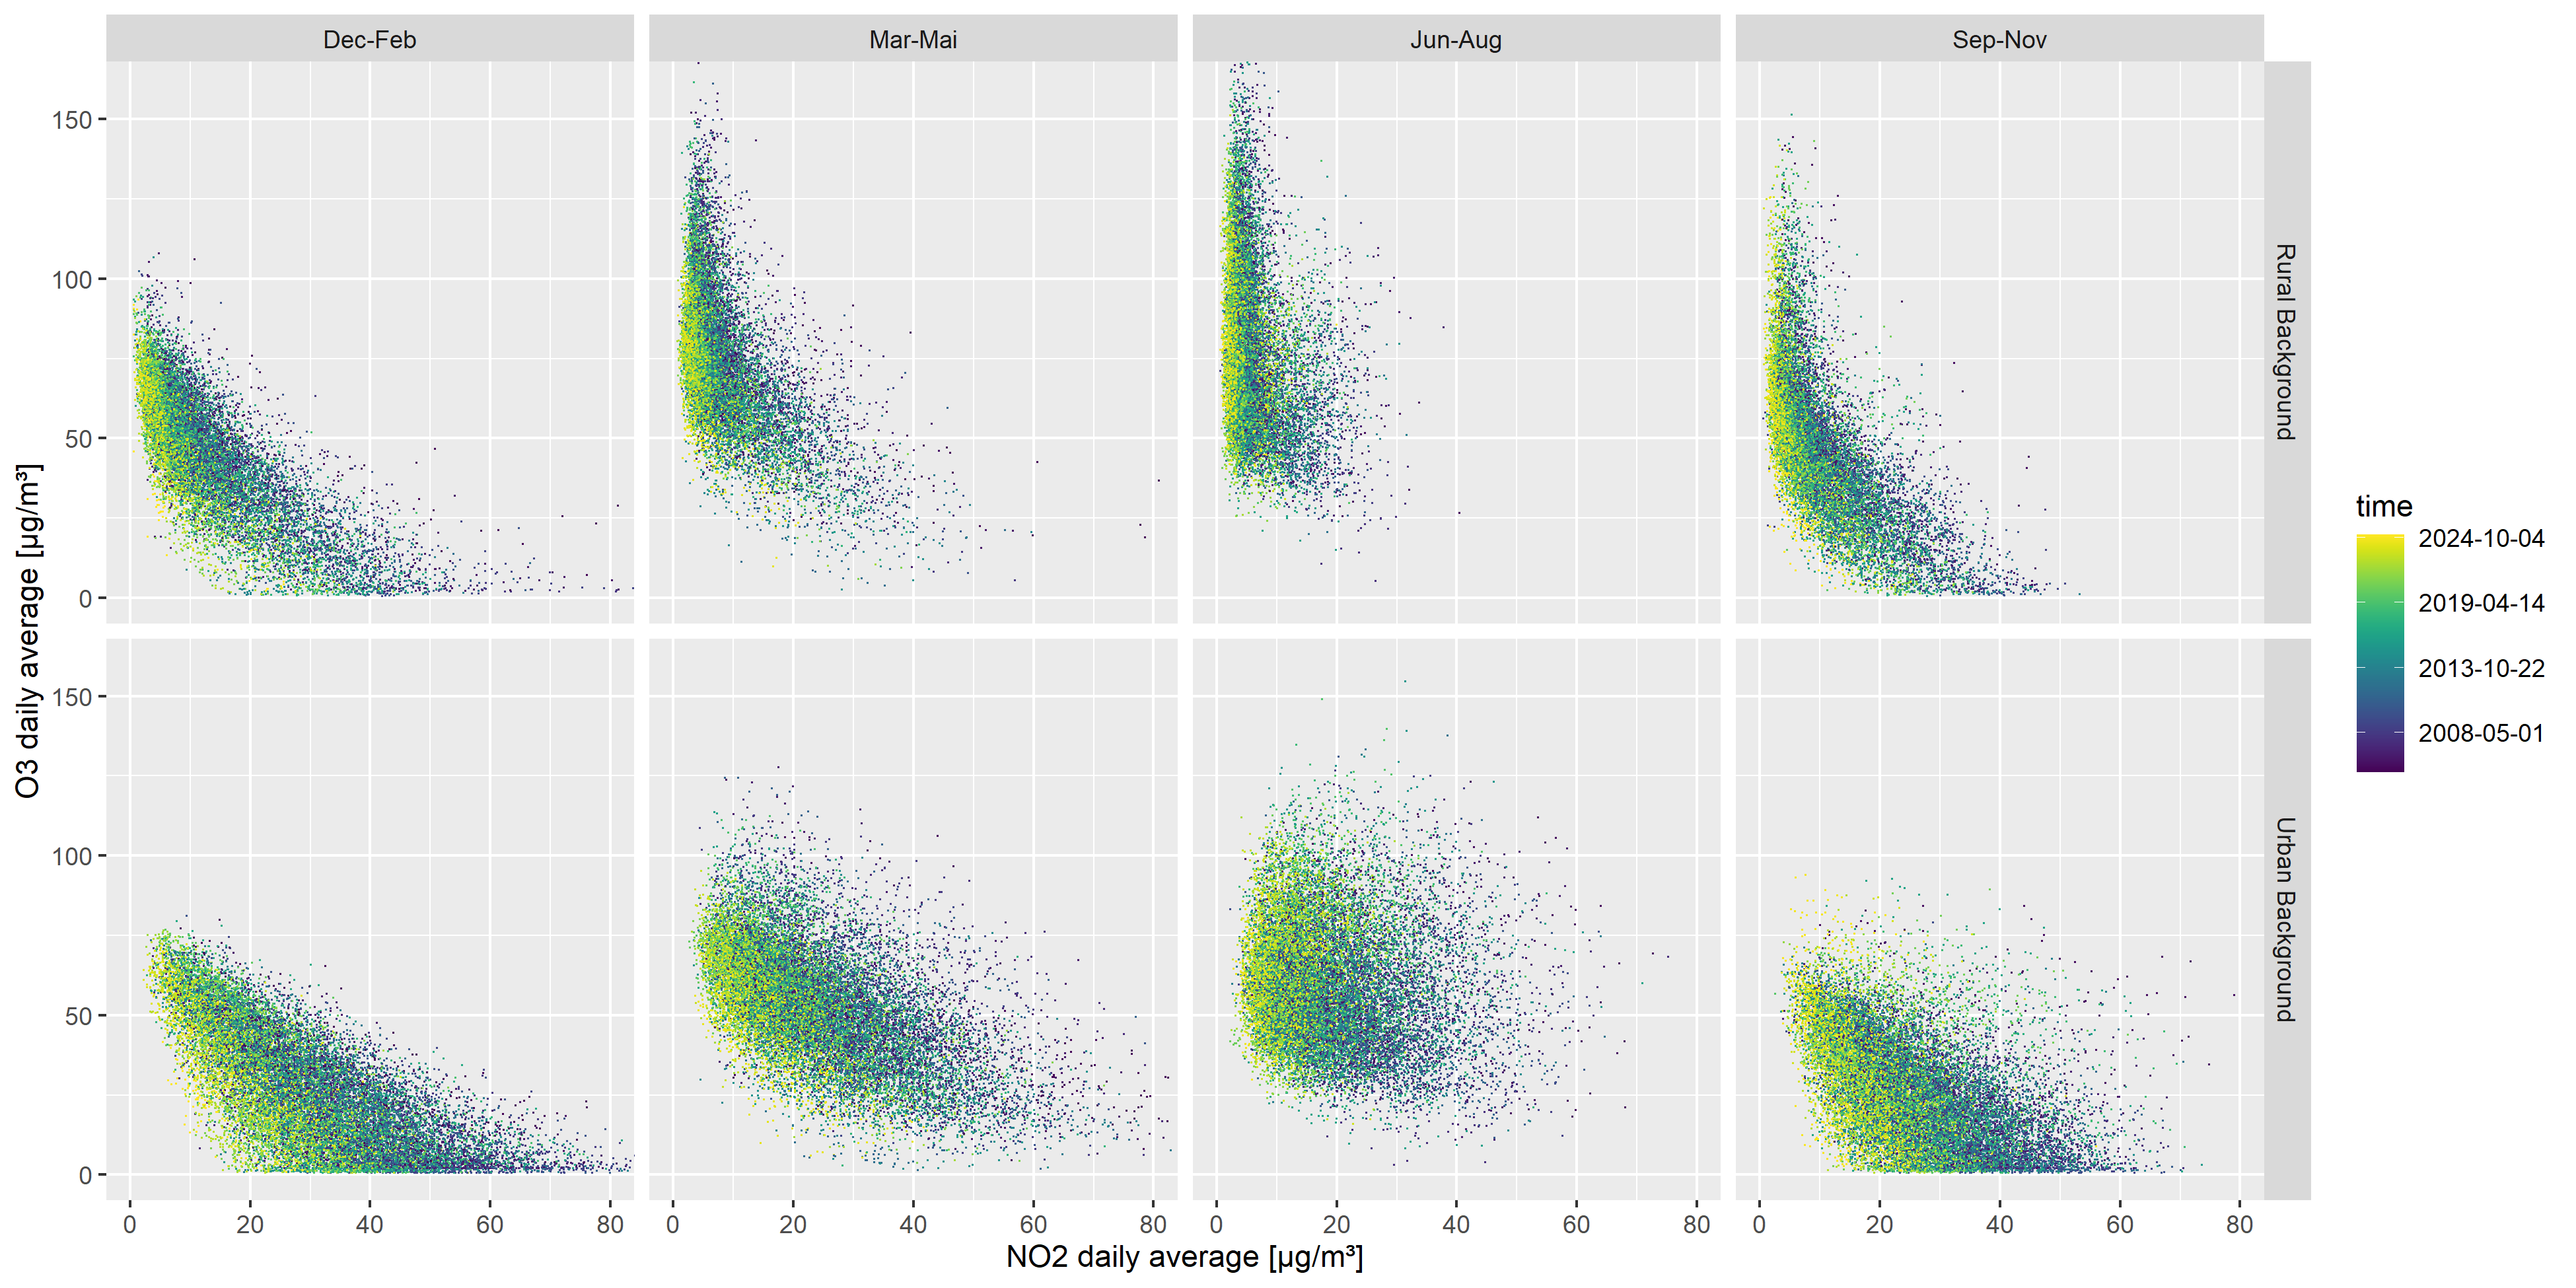 Dec-Feb
Mar-Mai
Jun-Aug
Sep-Nov
150
100
50
0
Rural Background
150
100
50
0
Urban Background
O3 daily average [µg/m³]
0 20 40 60 80
0 20 40 60 80
0 20 40 60 80
0 20 40 60 80
NO2 daily average [µg/m³]
time
2024-10-04
2019-04-14
2013-10-22
2008-05-01